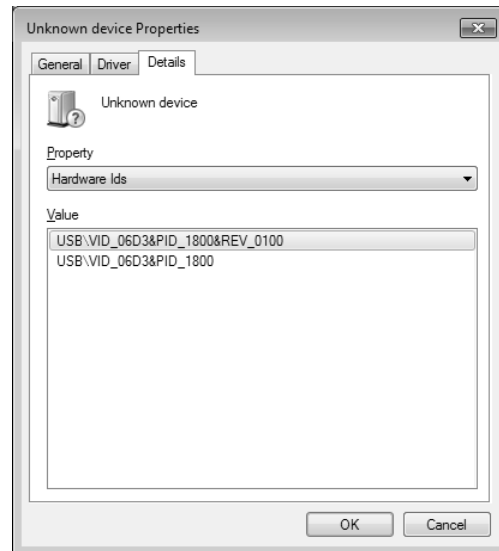 Unknown device Properties
General Driver Details
Unknown device
Property
Hardware Ids
Value
USB\VID_06D3&PID_1800&REV_0100
USB\VID_06D3&PID_1800
OK Cancel